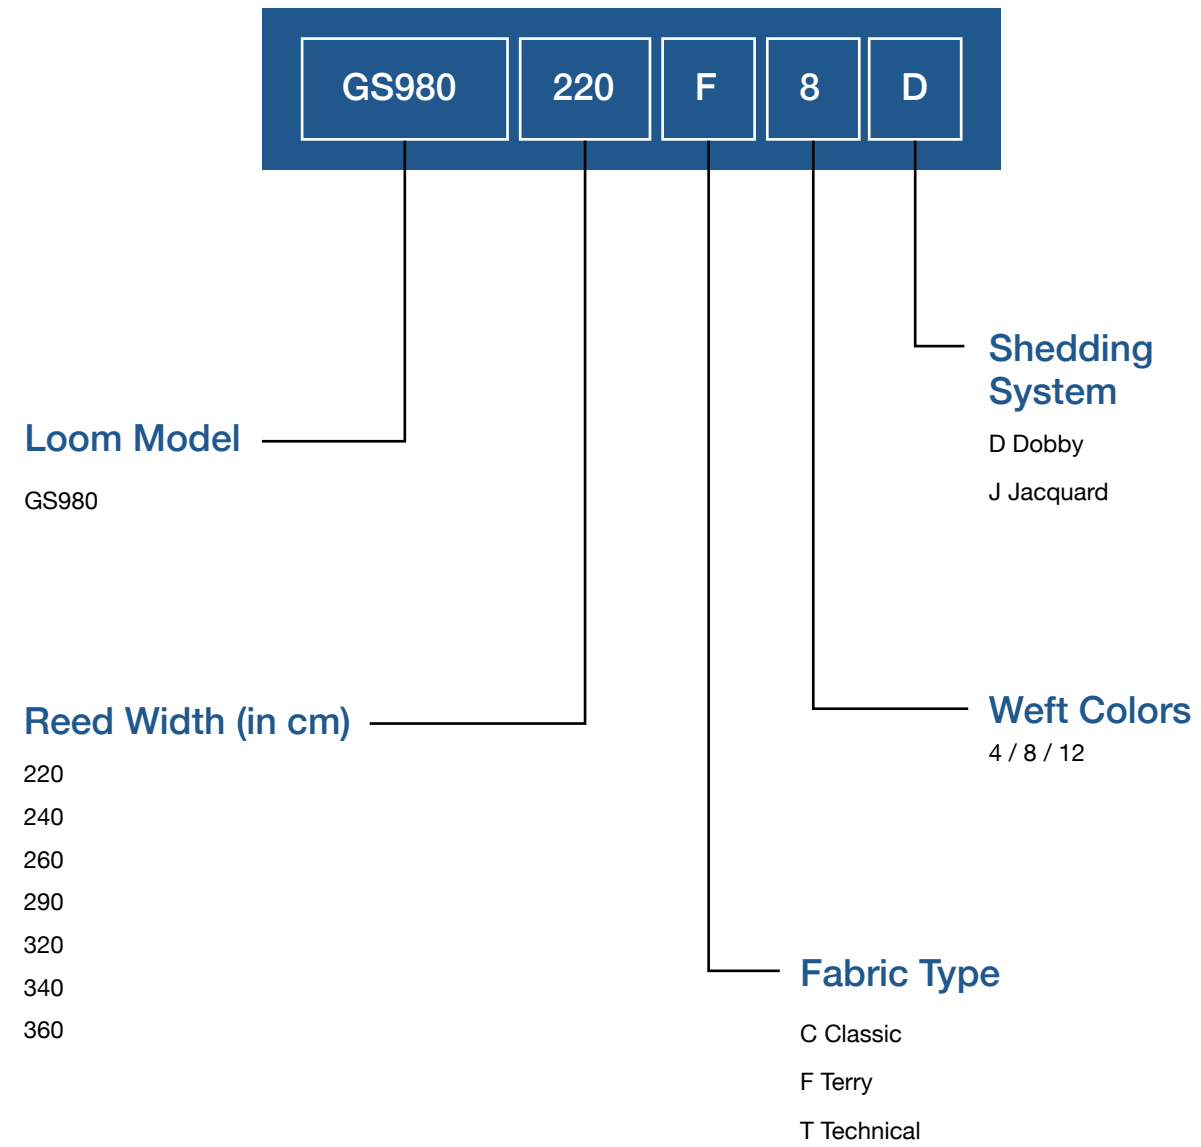 GS980 220 F 8 D
Shedding
System
D Dobby
J Jacquard
Loom Model
GS980
Reed Width (in cm)
220
240
260
290
320
340
360
Weft Colors
4 / 8 / 12
Fabric Type
C Classic
F Terry
T Technical